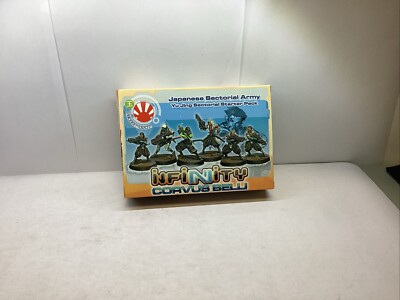 Japanese Sectorial Army
Yu Jing Sectorial Starter Pack
iNFiNiTy
CORVUS BELLI